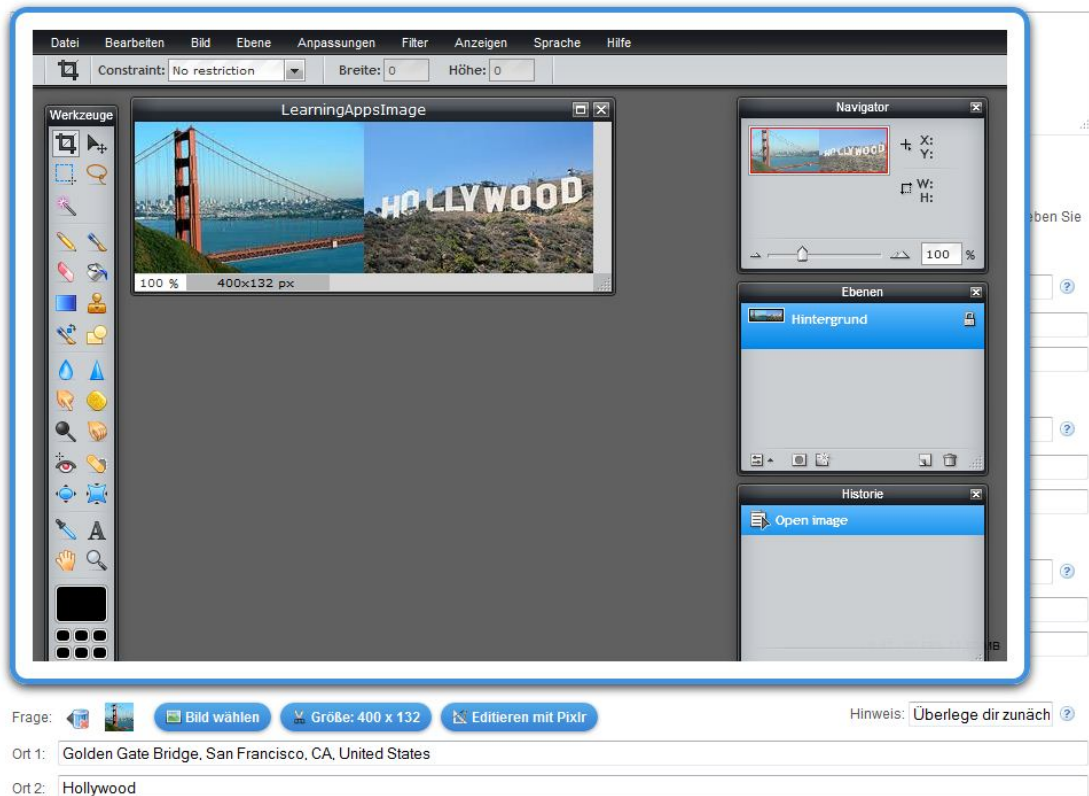 Datei Bearbeiten Bild Ebene Anpassungen Filter Anzeigen Sprache Hilfe
Constraint: No restriction Breite: 0 Höhe: 0
Werkzeuge
LearningAppsImage
HOLLYWOOD
100 % 400x132 px
Navigator
HOLLYWOOD
X:
Y:
W:
H:
100 %
Ebenen
Hintergrund
Historie
Open image
A
MB
eben Sie
?
?
?
Frage: Bild wählen Größe: 400 x 132 Editieren mit Pixlr Hinweis: Überlege dir zunäch ?
Ort 1: Golden Gate Bridge, San Francisco, CA, United States
Ort 2: Hollywood